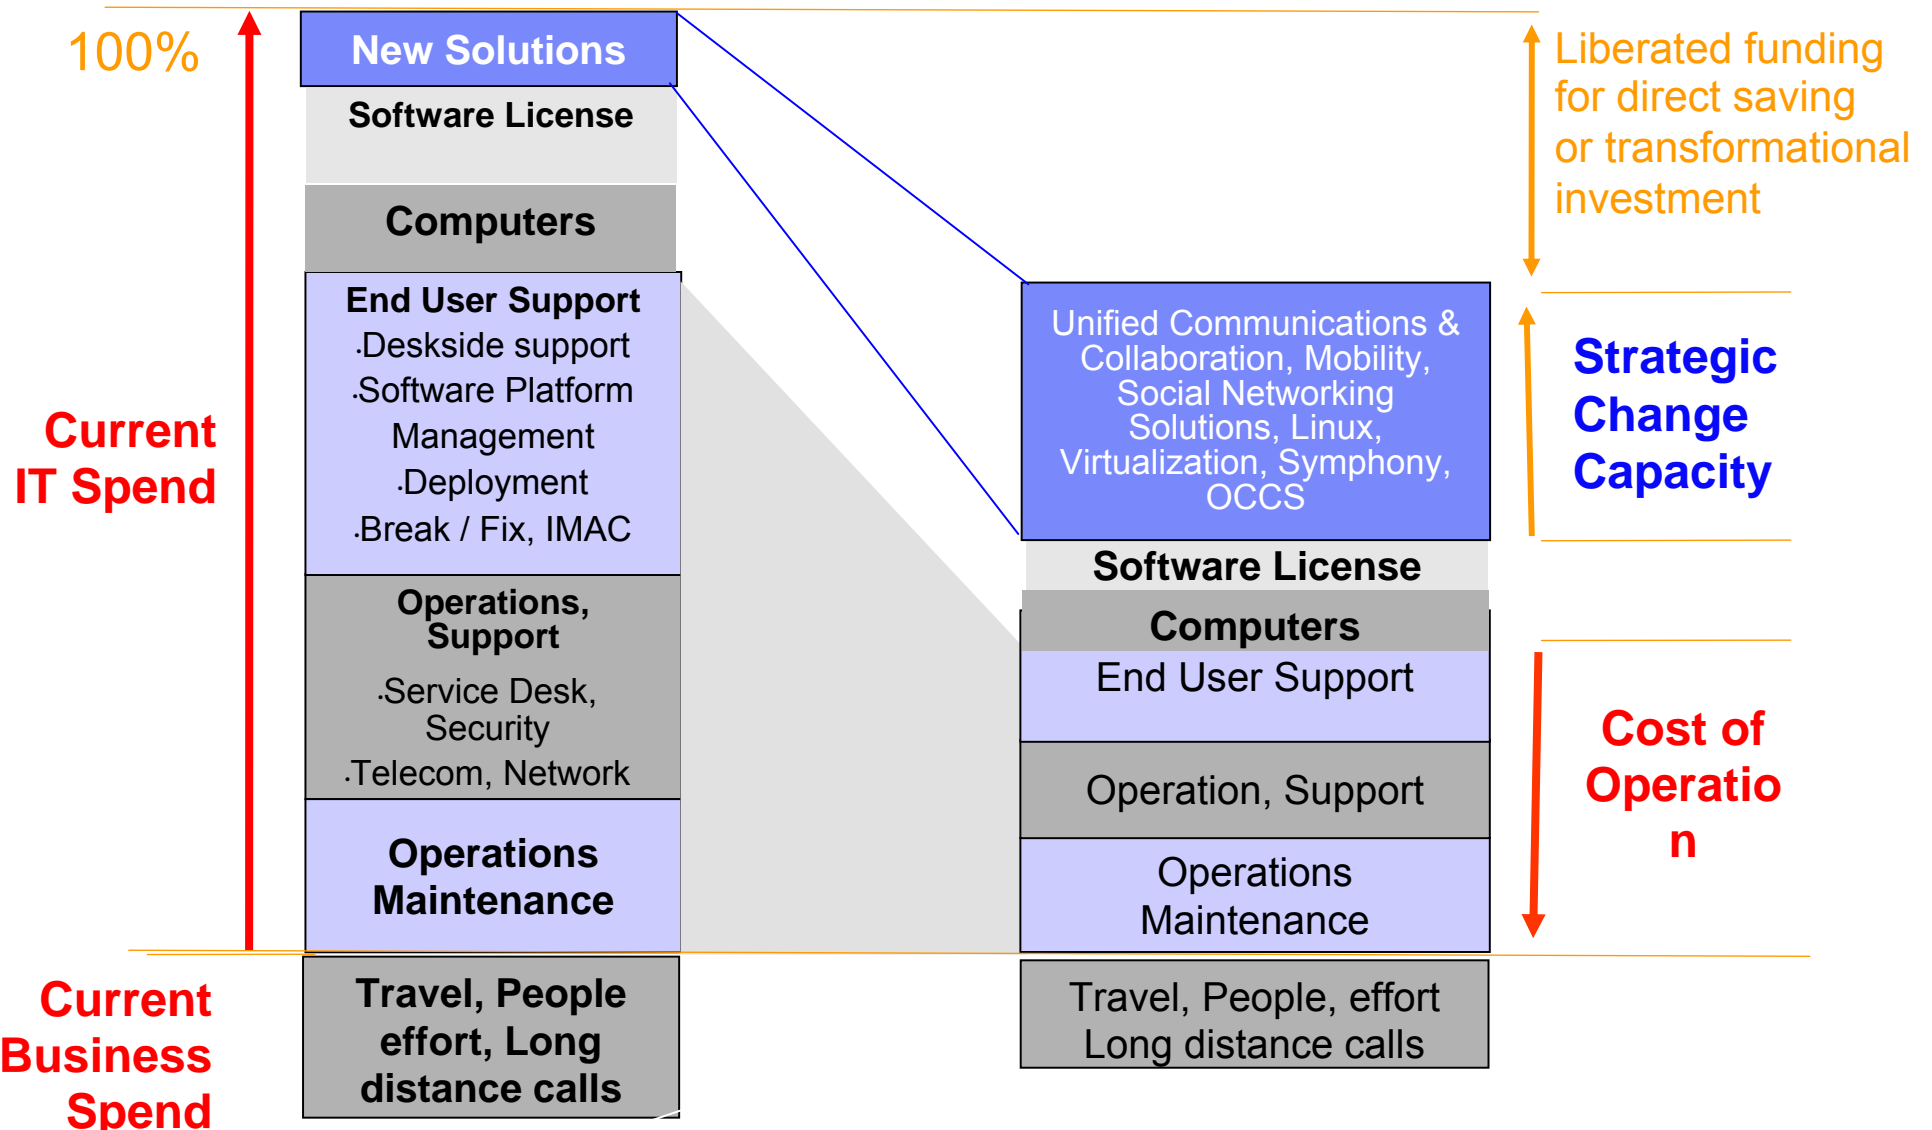 100%
Current
IT Spend
Current
Business
Spend
New Solutions
Software License
Computers
End User Support
·Deskside support
·Software Platform
Management
·Deployment
·Break / Fix, IMAC
Operations,
Support
·Service Desk,
Security
·Telecom, Network
Operations
Maintenance
Travel, People
effort, Long
distance calls
Unified Communications &
Collaboration, Mobility,
Social Networking
Solutions, Linux,
Virtualization, Symphony,
OCCS
Software License
Computers
End User Support
Operation, Support
Operations
Maintenance
Travel, People, effort
Long distance calls
Liberated funding
for direct saving
or transformational
investment
Strategic
Change
Capacity
Cost of
Operatio
n